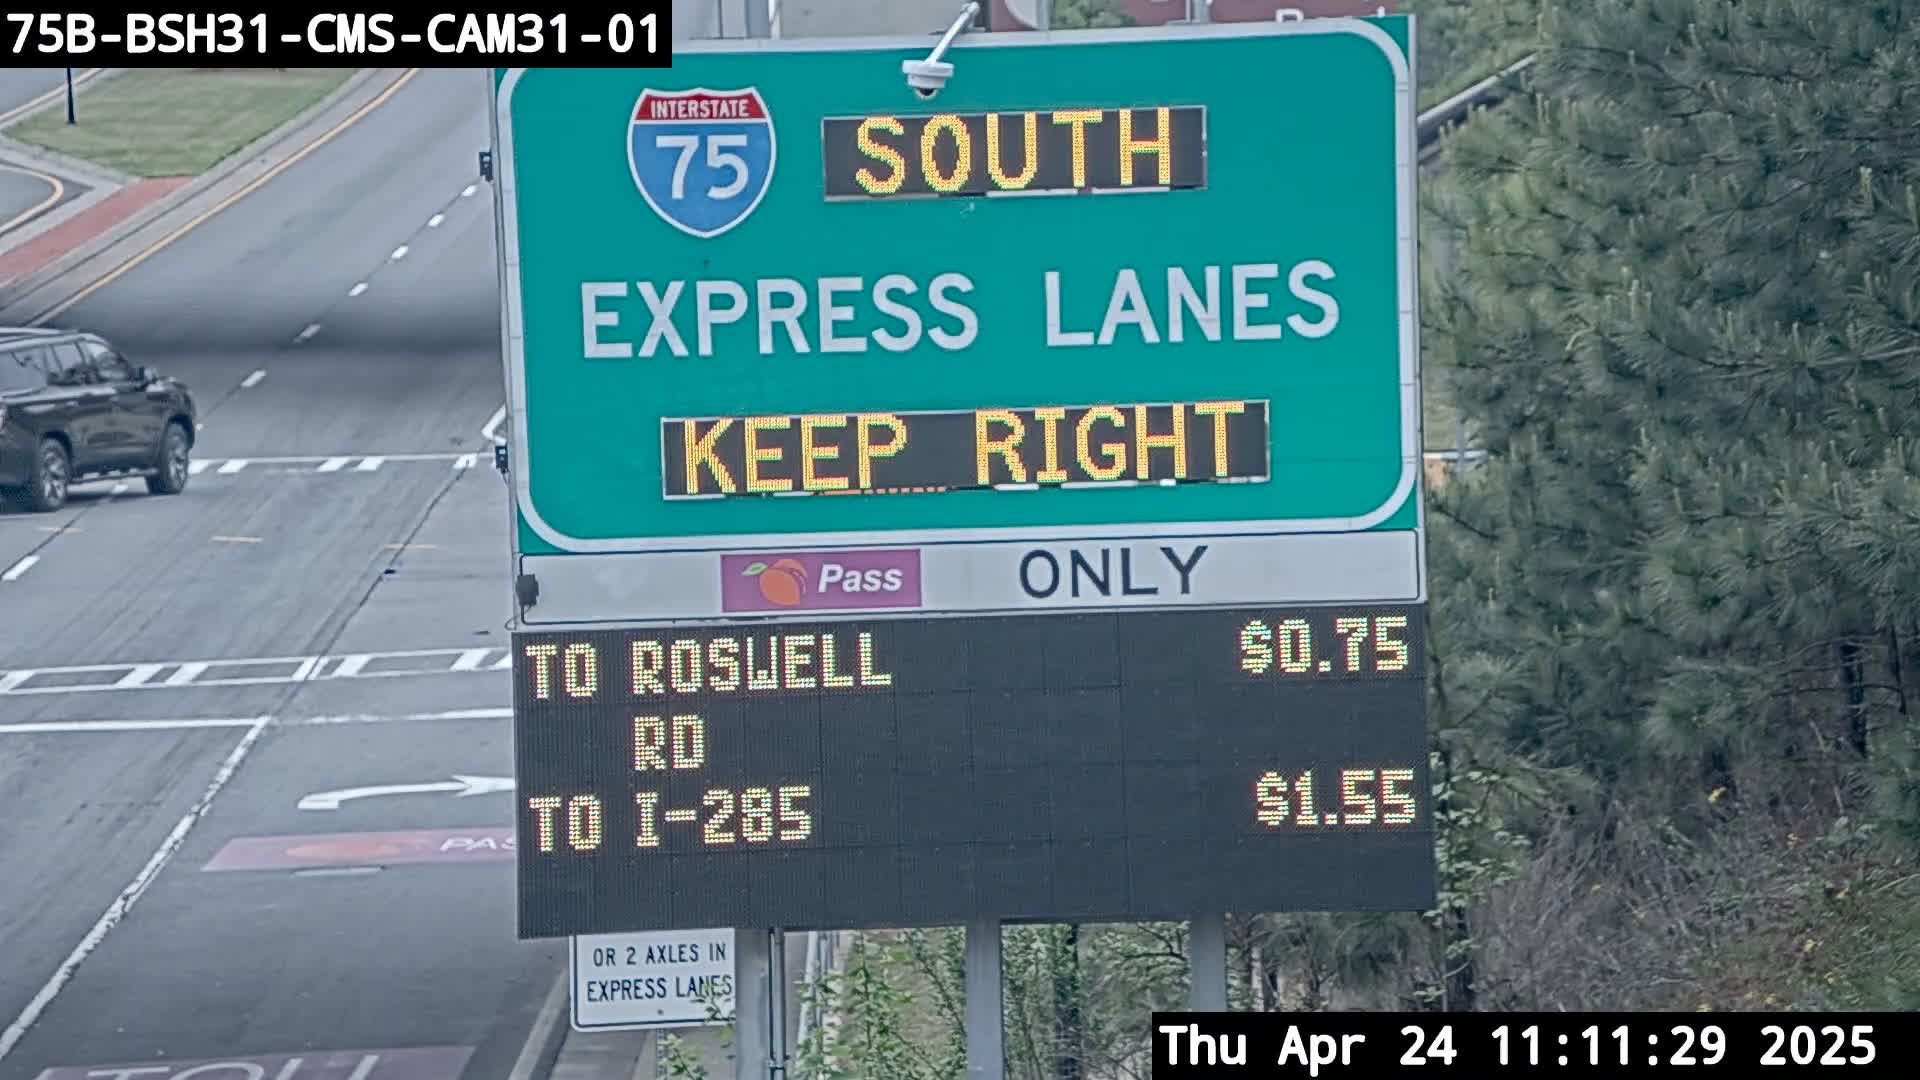 75B-BSH31-CMS-CAM31-01
INTERSTATE
75
SOUTH
EXPRESS LANES
KEEP RIGHT
Pass ONLY
TO ROSWELL $0.75
RD
TO I-285 $1.55
OR 2 AXLES IN
EXPRESS LANES
Thu Apr 24 11:11:29 2025